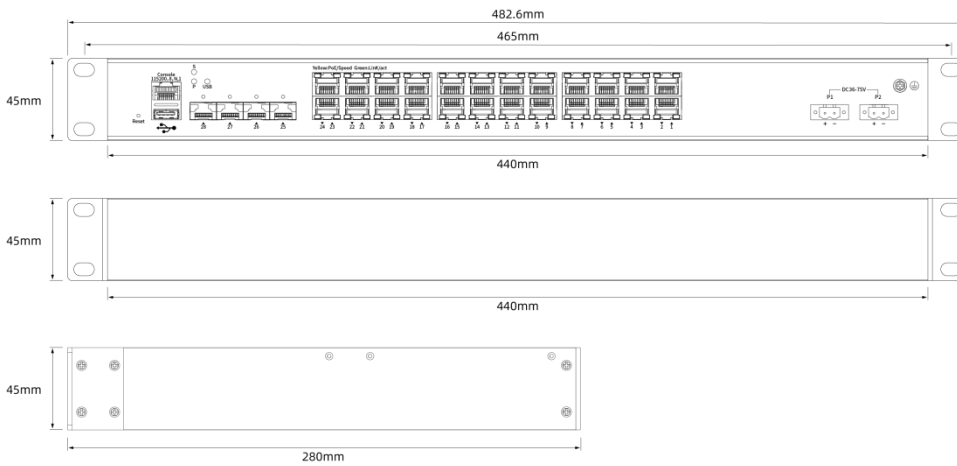 482.6mm
465mm
45mm
Console
115200.8.N.1
S
P USB
Yellow:PoE/Speed Green:Link/act
DC36-75V
P1 P2
Reset
28 27 26 25
24 23 22 21 20 19 18 17 16 15 14 13 12 11 10 9 8 7 6 5 4 3 2 1
+ − + −
440mm
45mm
440mm
45mm
280mm